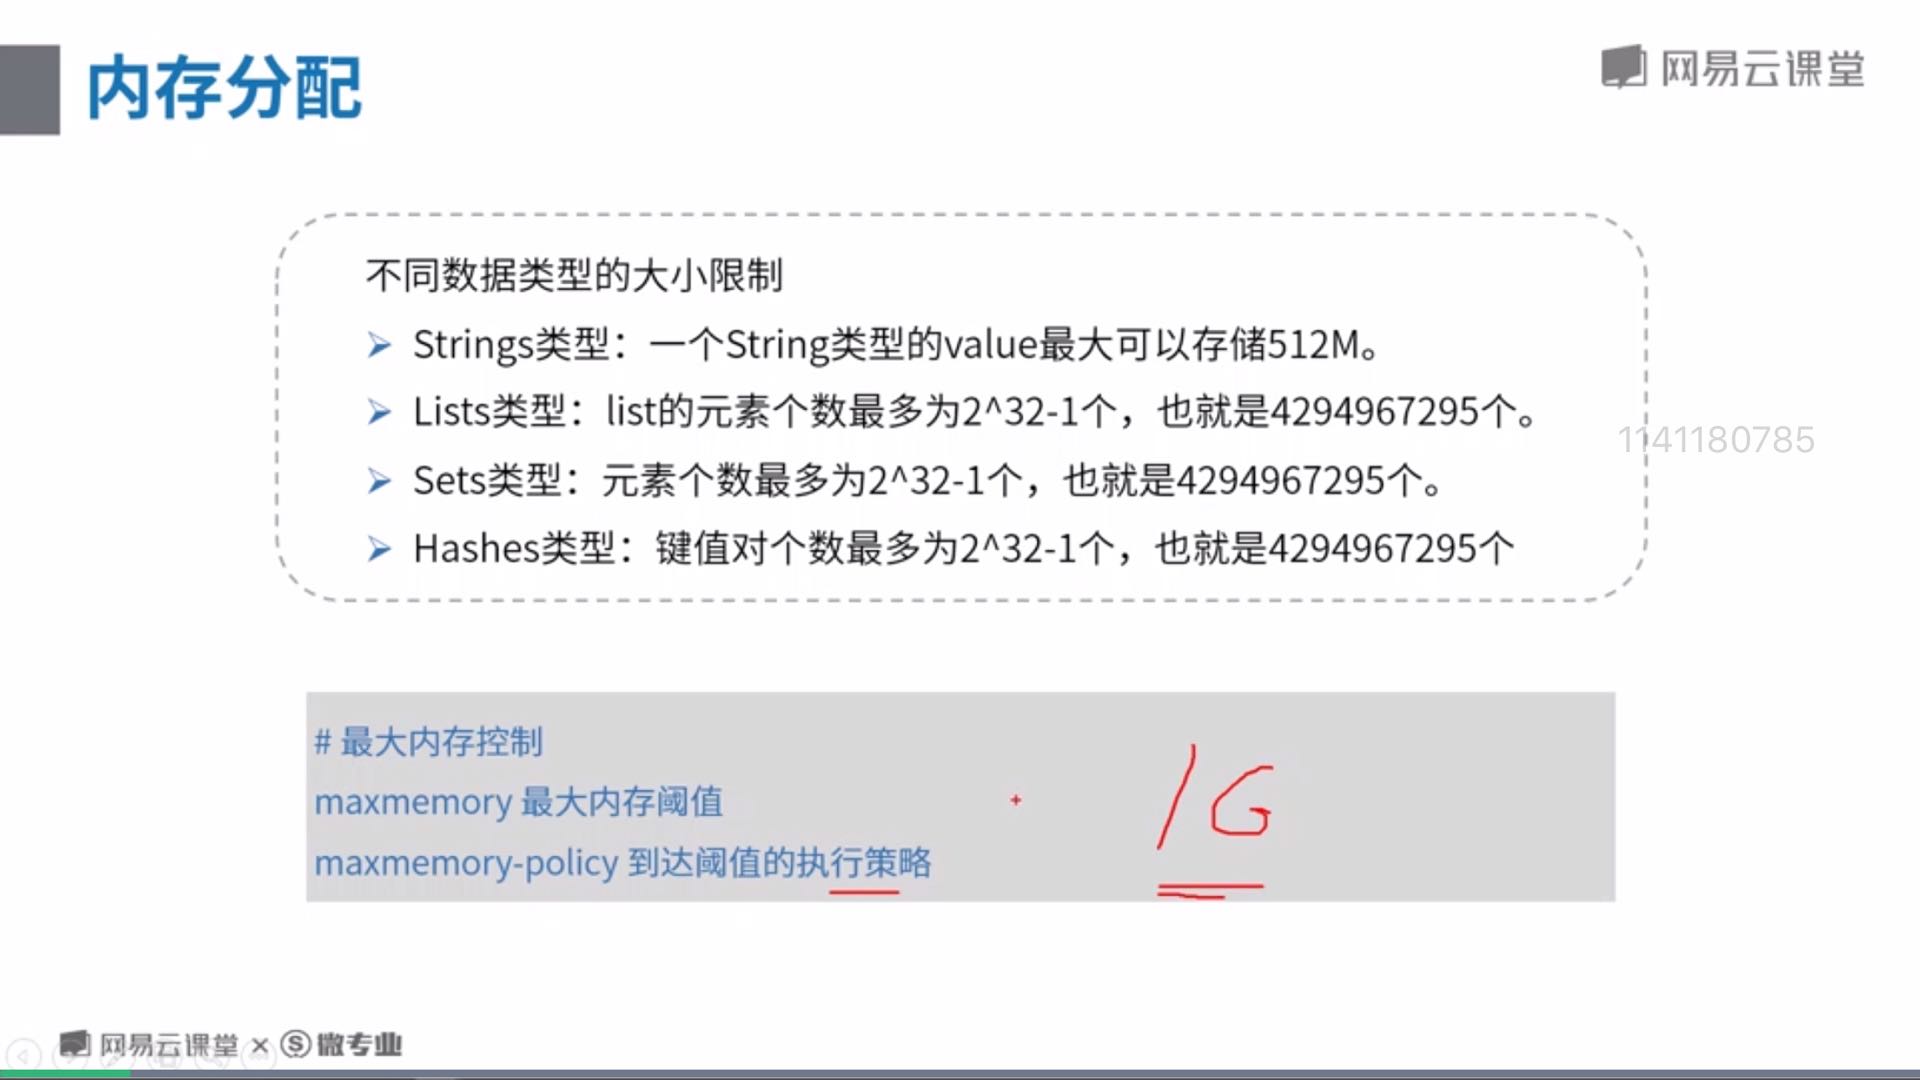 内存分配
网易云课堂
不同数据类型的大小限制
Strings类型：一个String类型的value最大可以存储512M。
Lists类型：list的元素个数最多为2^32-1个，也就是4294967295个。
1141180785
Sets类型：元素个数最多为2^32-1个，也就是4294967295个。
Hashes类型：键值对个数最多为2^32-1个，也就是4294967295个
# 最大内存控制
maxmemory 最大内存阈值
1G
maxmemory-policy 到达阈值的执行策略
网易云课堂 × Ⓢ 微专业